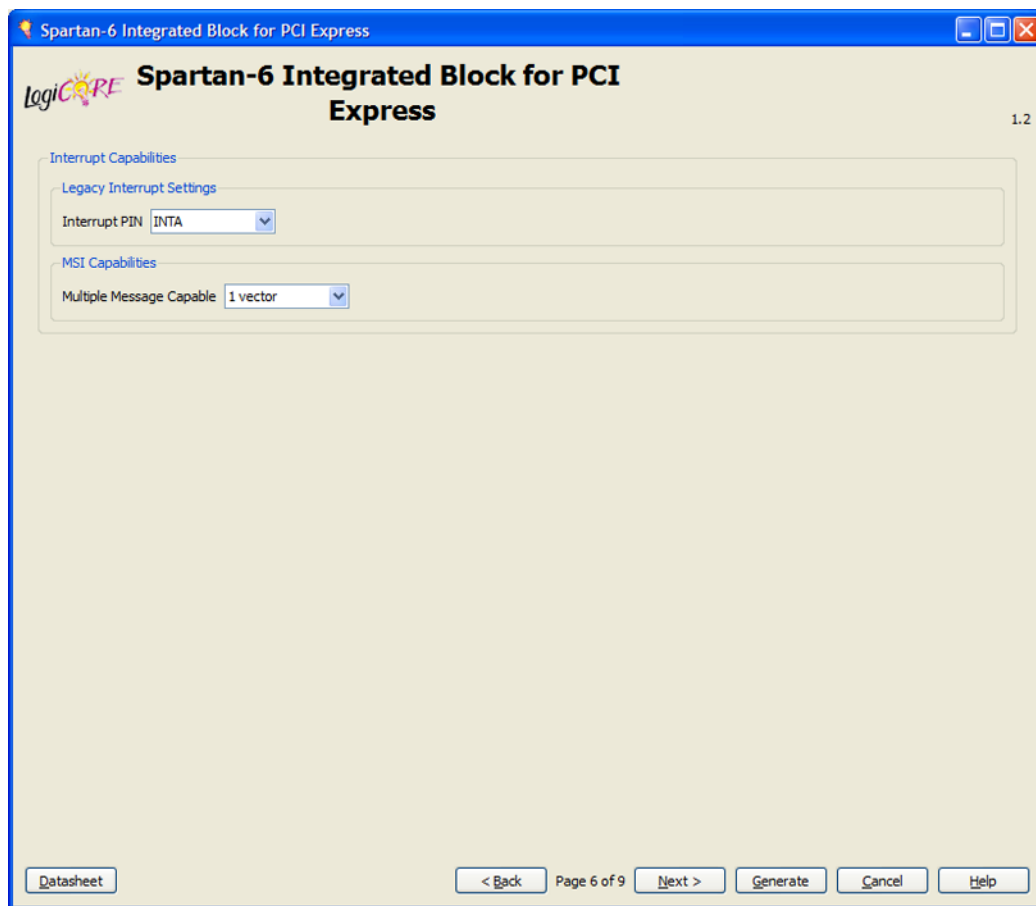 Spartan-6 Integrated Block for PCI Express
LogiCORE
Spartan-6 Integrated Block for PCI
Express
1.2
Interrupt Capabilities
Legacy Interrupt Settings
Interrupt PIN INTA
MSI Capabilities
Multiple Message Capable 1 vector
Datasheet < Back Page 6 of 9 Next > Generate Cancel Help